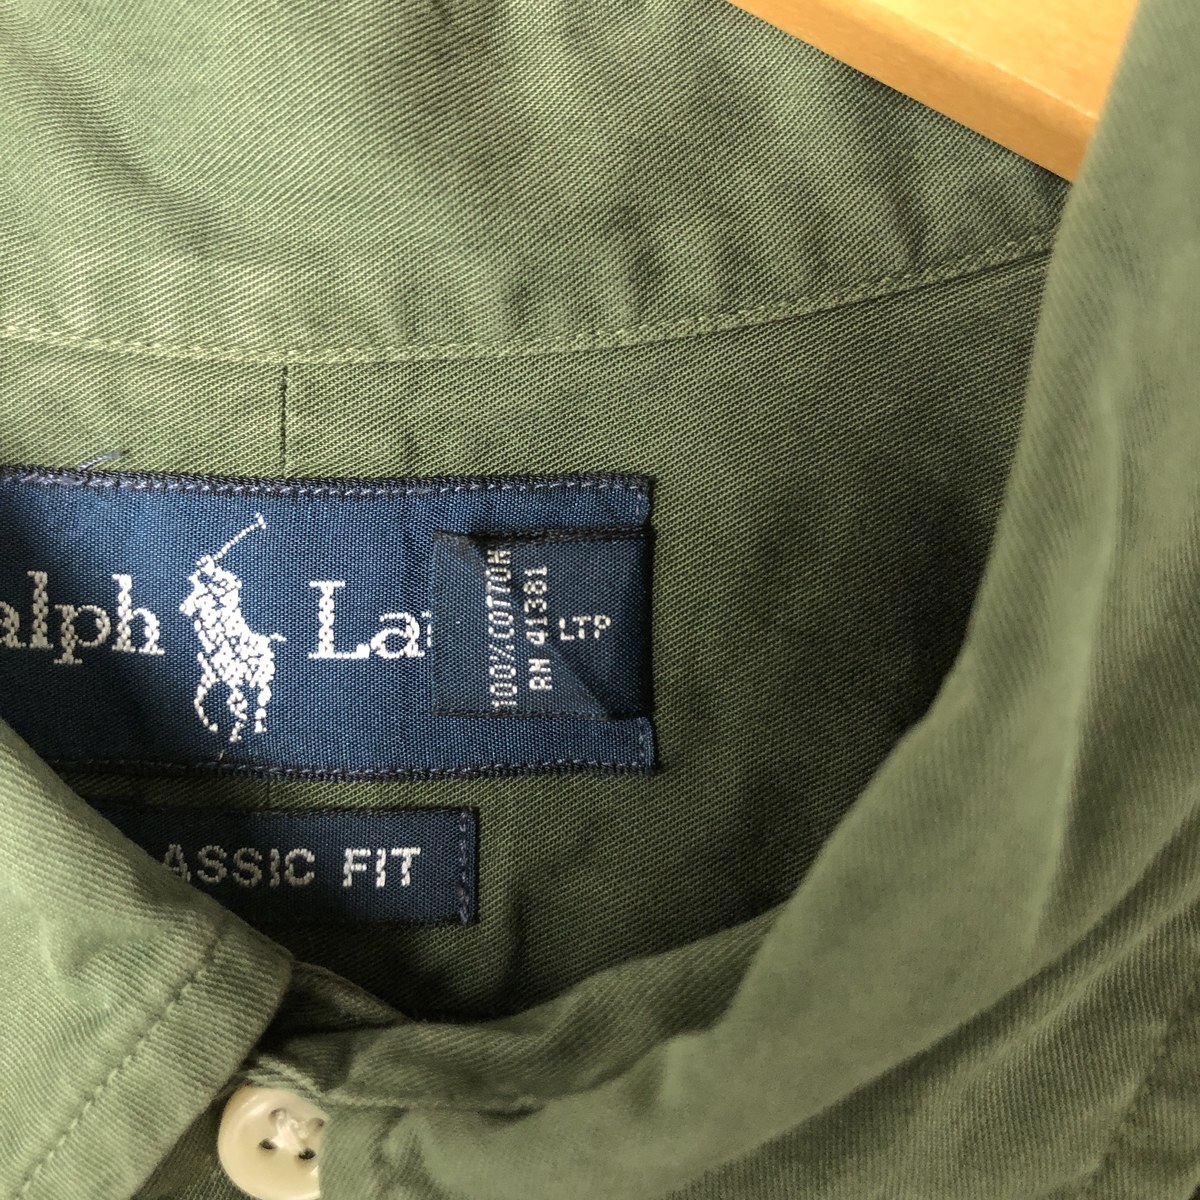 alph La
100% COTTON
RN 41381
LTP
ASSIC FIT